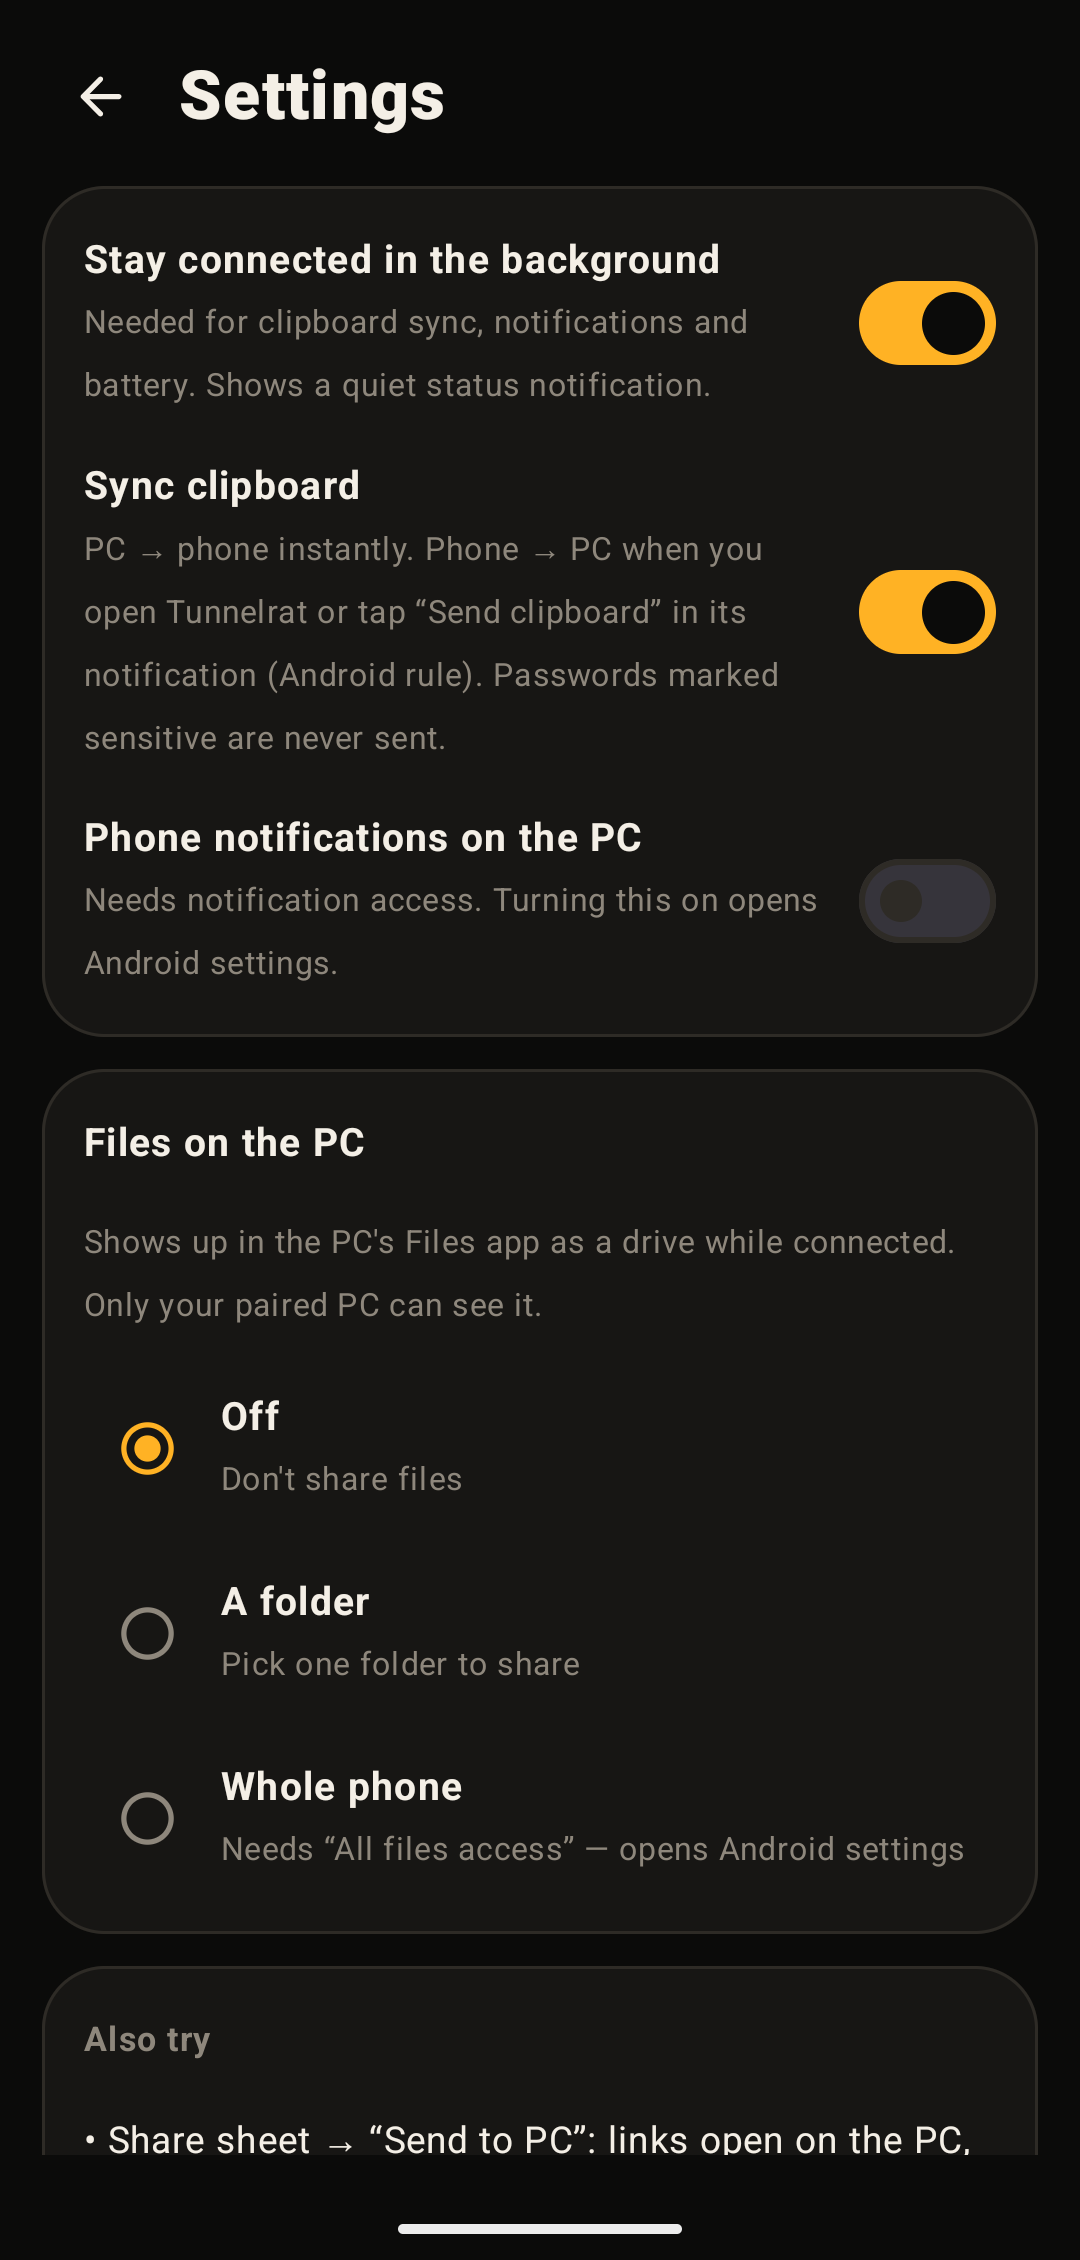 Settings
Stay connected in the background
Needed for clipboard sync, notifications and
battery. Shows a quiet status notification.
Sync clipboard
PC → phone instantly. Phone → PC when you
open Tunnelrat or tap “Send clipboard” in its
notification (Android rule). Passwords marked
sensitive are never sent.
Phone notifications on the PC
Needs notification access. Turning this on opens
Android settings.
Files on the PC
Shows up in the PC's Files app as a drive while connected.
Only your paired PC can see it.
Off
Don't share files
A folder
Pick one folder to share
Whole phone
Needs “All files access” — opens Android settings
Also try
• Share sheet → “Send to PC”: links open on the PC,